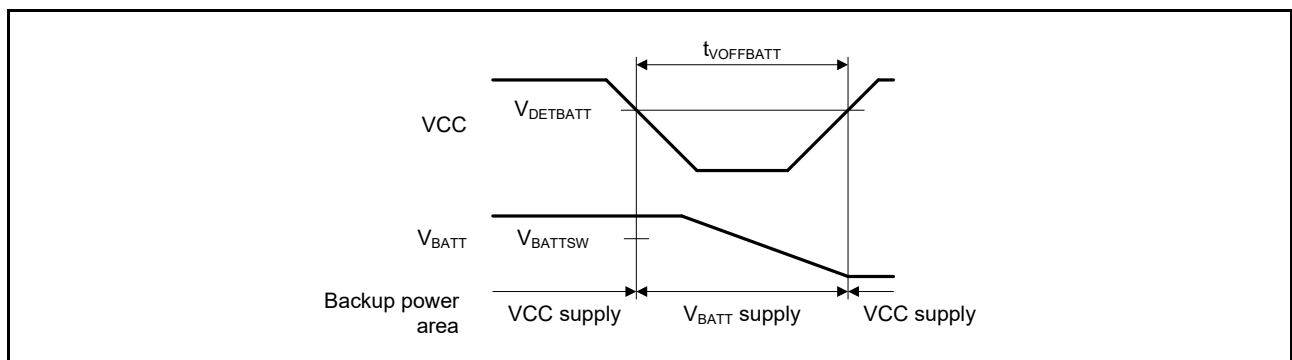 tVOFFBATT
VCC
VDETBATT
VBATT
VBATTSW
Backup power
area
VCC supply
VBATT supply
VCC supply